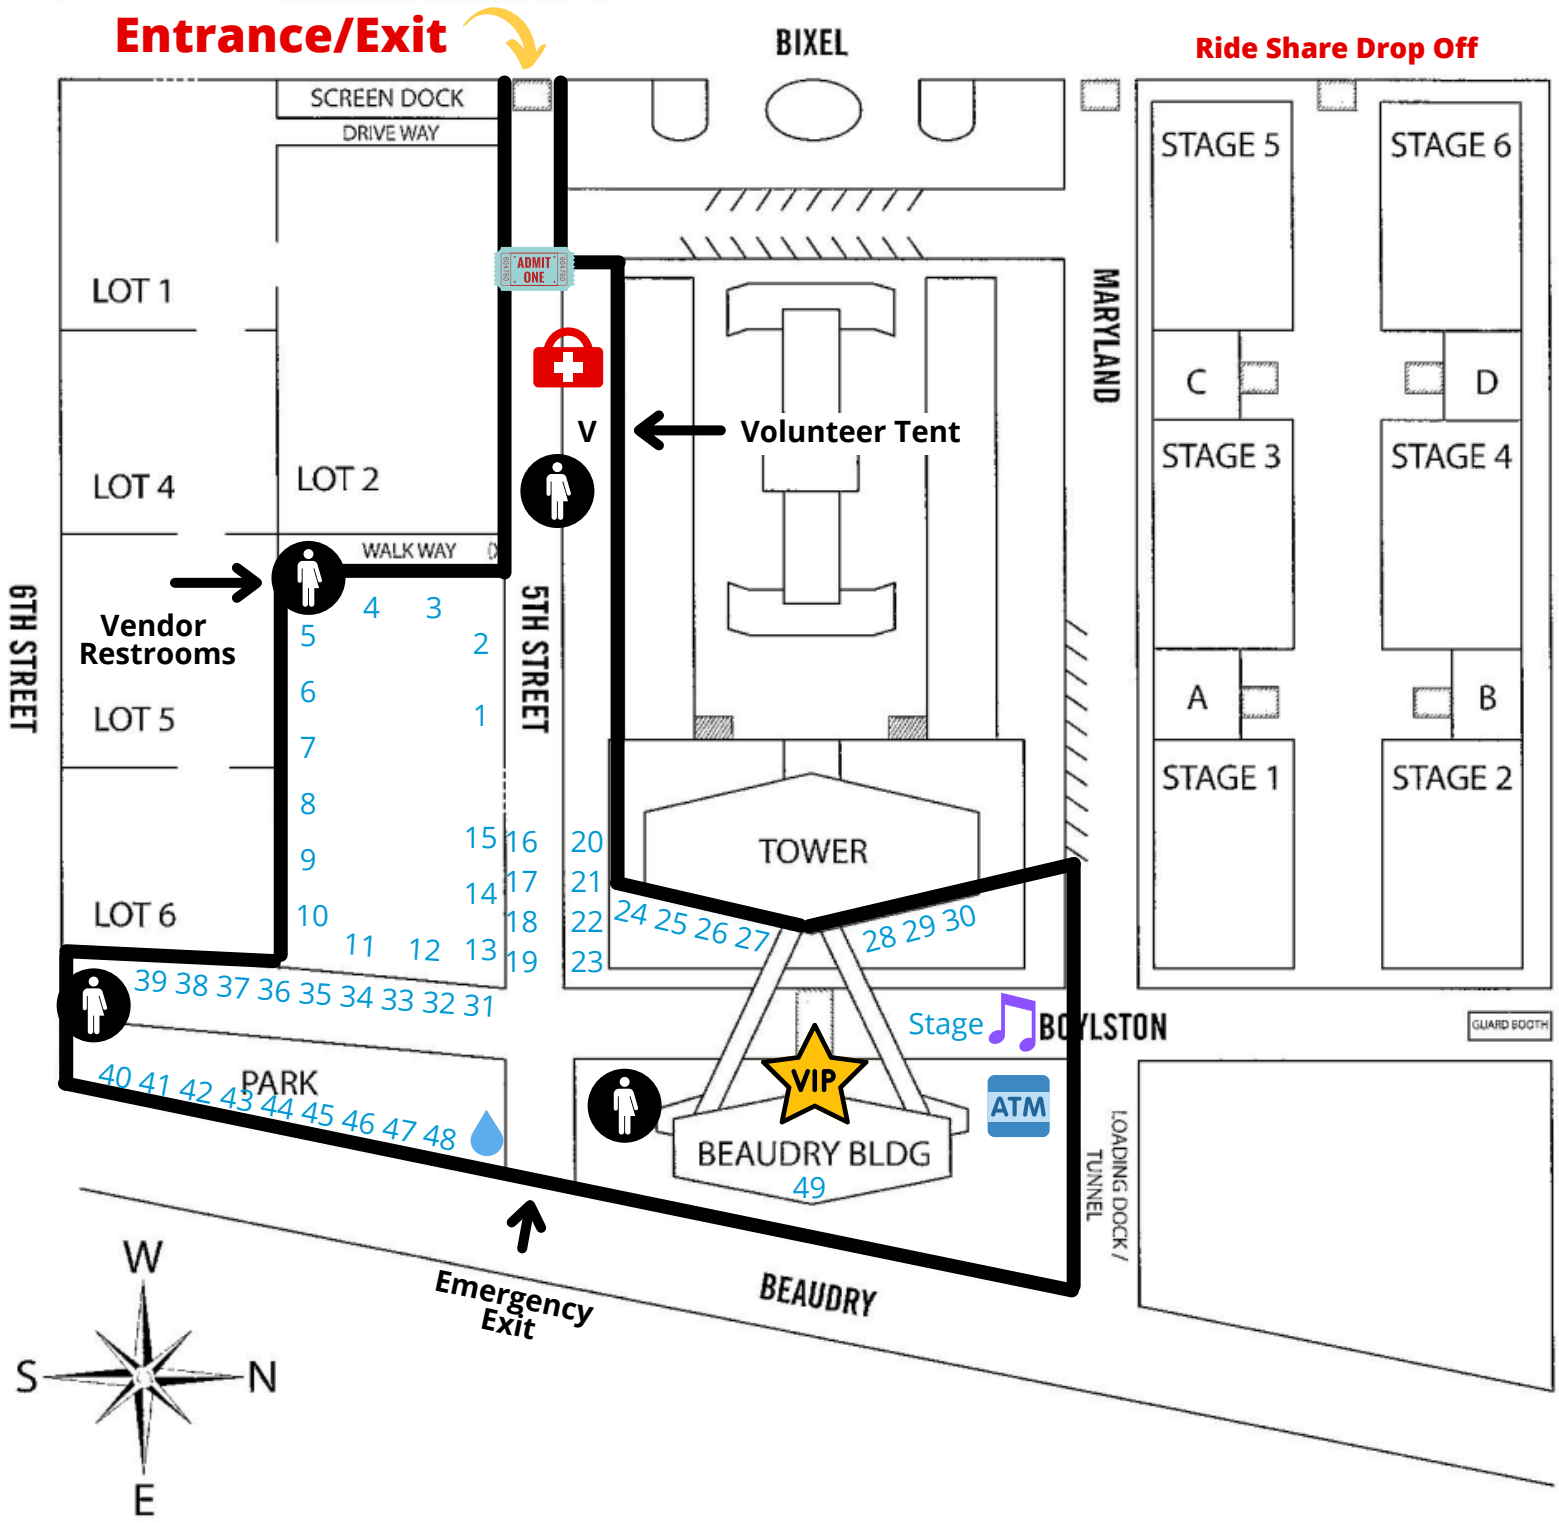 Entrance/Exit
BIXEL
Ride Share Drop Off
SCREEN DOCK
DRIVE WAY
STAGE 5
STAGE 6
604760
ADMIT
ONE
604760
LOT 1
MARYLAND
C
D
V
Volunteer Tent
STAGE 3
STAGE 4
LOT 4
LOT 2
WALK WAY
Vendor
Restrooms
6TH STREET
5TH STREET
4
3
5
2
6
1
7
8
9
10
11
12
13
14
15
16
17
18
19
20
21
22
23
LOT 5
A
B
STAGE 1
STAGE 2
TOWER
LOT 6
24 25 26 27
28 29 30
39 38 37 36 35 34 33 32 31
Stage
BOYLSTON
GUARD BOOTH
PARK
40 41 42 43 44 45 46 47 48
VIP
ATM
BEAUDRY BLDG
49
LOADING DOCK /
TUNNEL
Emergency
Exit
BEAUDRY
W
S
N
E